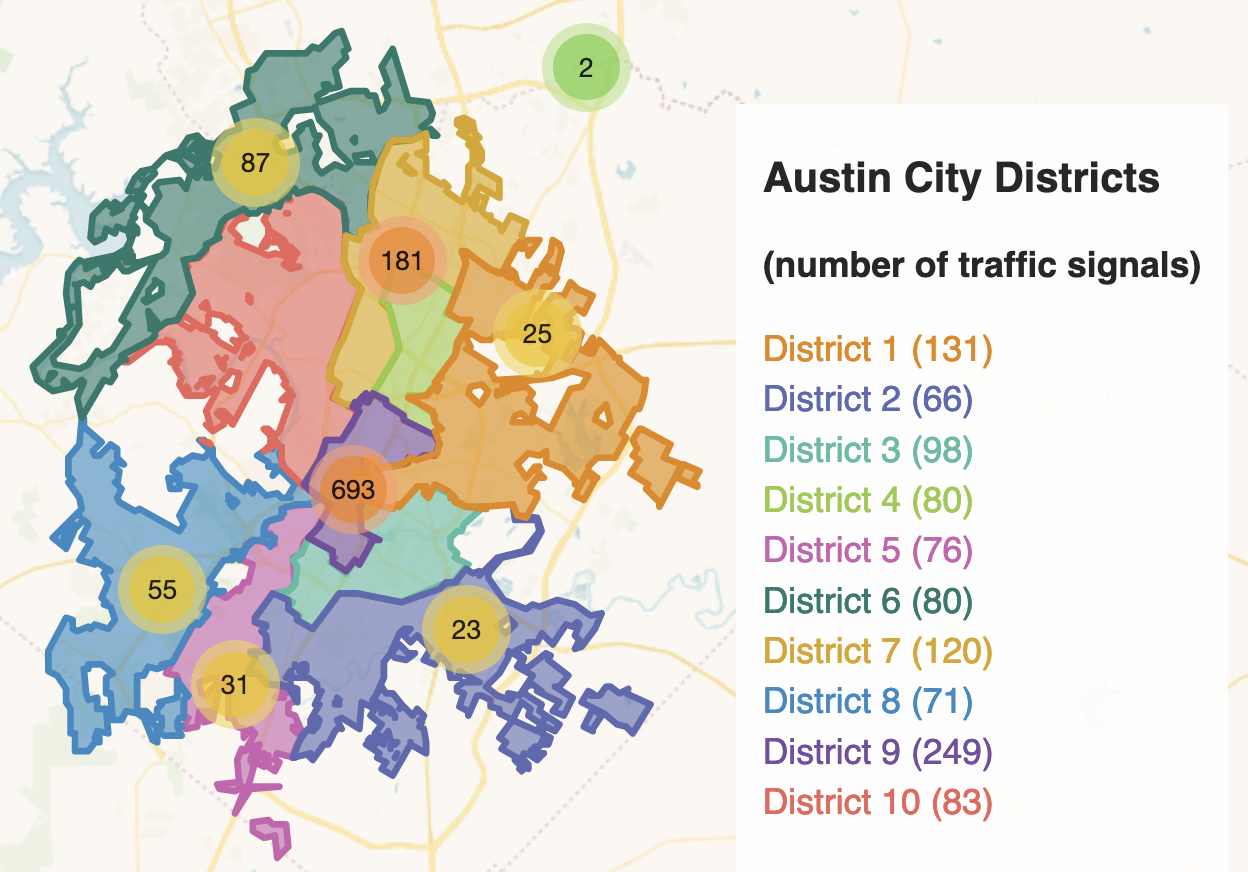 2
87
181
25
693
55
23
31
Austin City Districts
(number of traffic signals)
District 1 (131)
District 2 (66)
District 3 (98)
District 4 (80)
District 5 (76)
District 6 (80)
District 7 (120)
District 8 (71)
District 9 (249)
District 10 (83)